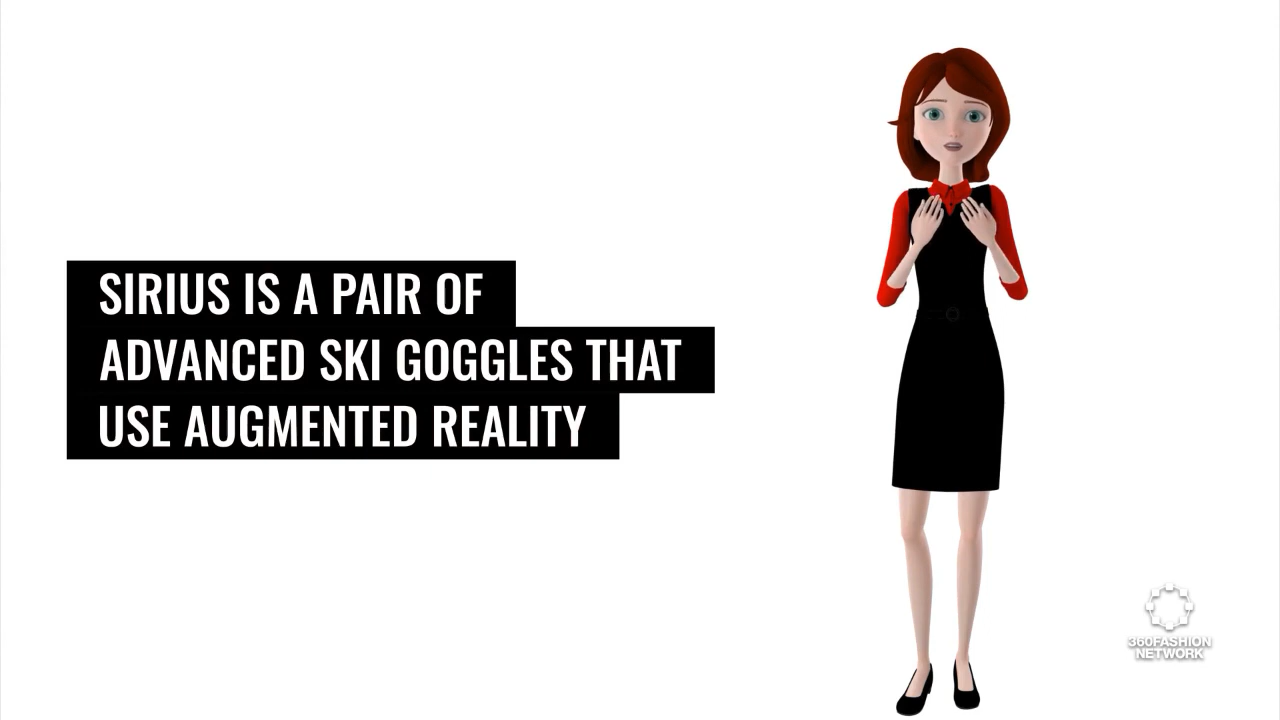 SIRIUS IS A PAIR OF
ADVANCED SKI GOGGLES THAT
USE AUGMENTED REALITY
360FASHION
NETWORK